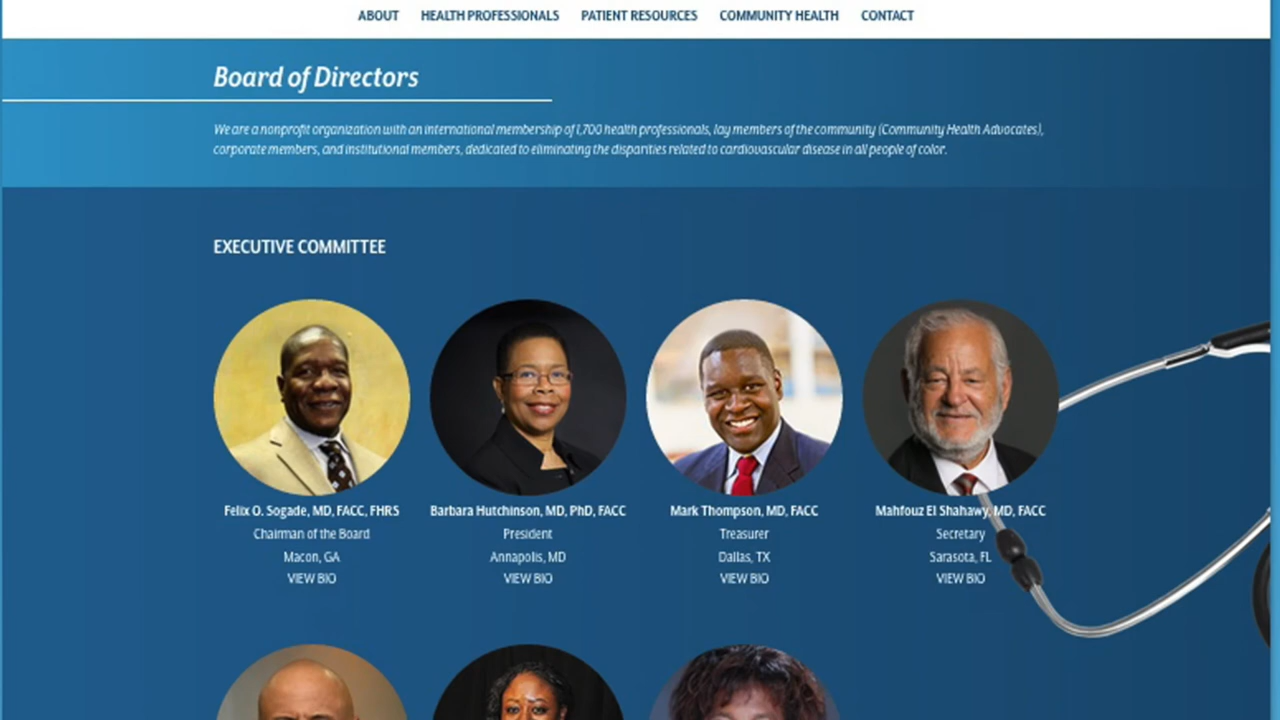 ABOUT HEALTH PROFESSIONALS PATIENT RESOURCES COMMUNITY HEALTH CONTACT
Board of Directors
We are a nonprofit organization with an international membership of 1,700 health professionals, lay members of the community (Community Health Advocates),
corporate members, and institutional members, dedicated to eliminating the disparities related to cardiovascular disease in all people of color.
EXECUTIVE COMMITTEE
Felix O. Sogade, MD, FACC, FHRS
Chairman of the Board
Macon, GA
VIEW BIO
Barbara Hutchinson, MD, PhD, FACC
President
Annapolis, MD
VIEW BIO
Mark Thompson, MD, FACC
Treasurer
Dallas, TX
VIEW BIO
Mahfouz El Shahawy, MD, FACC
Secretary
Sarasota, FL
VIEW BIO